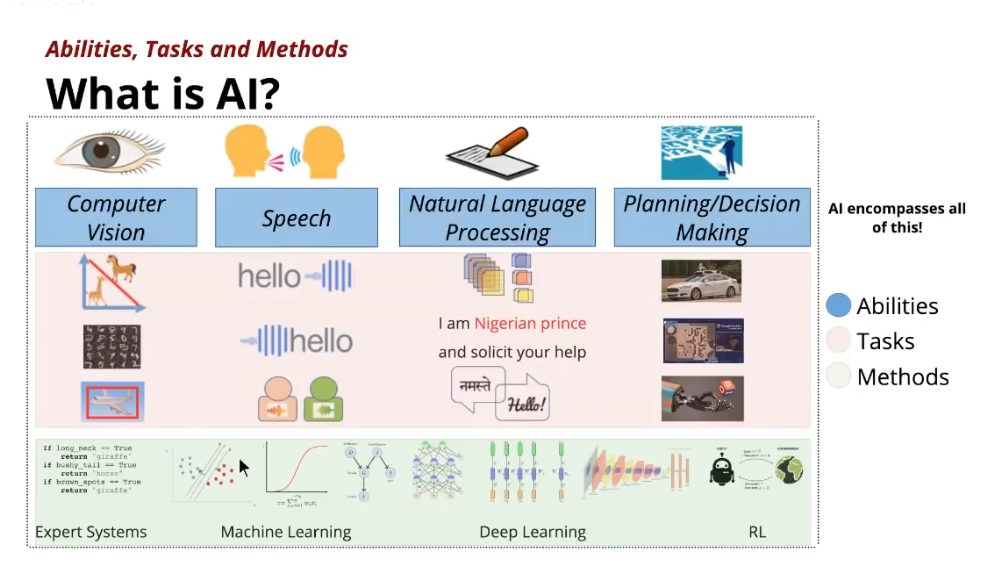 Abilities, Tasks and Methods
What is AI?
Computer
Vision
Speech
Natural Language
Processing
Planning/Decision
Making
AI encompasses all
of this!
hello
hello
I am Nigerian prince
and solicit your help
नमस्ते
Hello!
Abilities
Tasks
Methods
if long_neck == True
return "giraffe"
if bushy_tail == True
return "horse"
if brown_spots == True
return "giraffe"
Expert Systems
Machine Learning
Deep Learning
RL